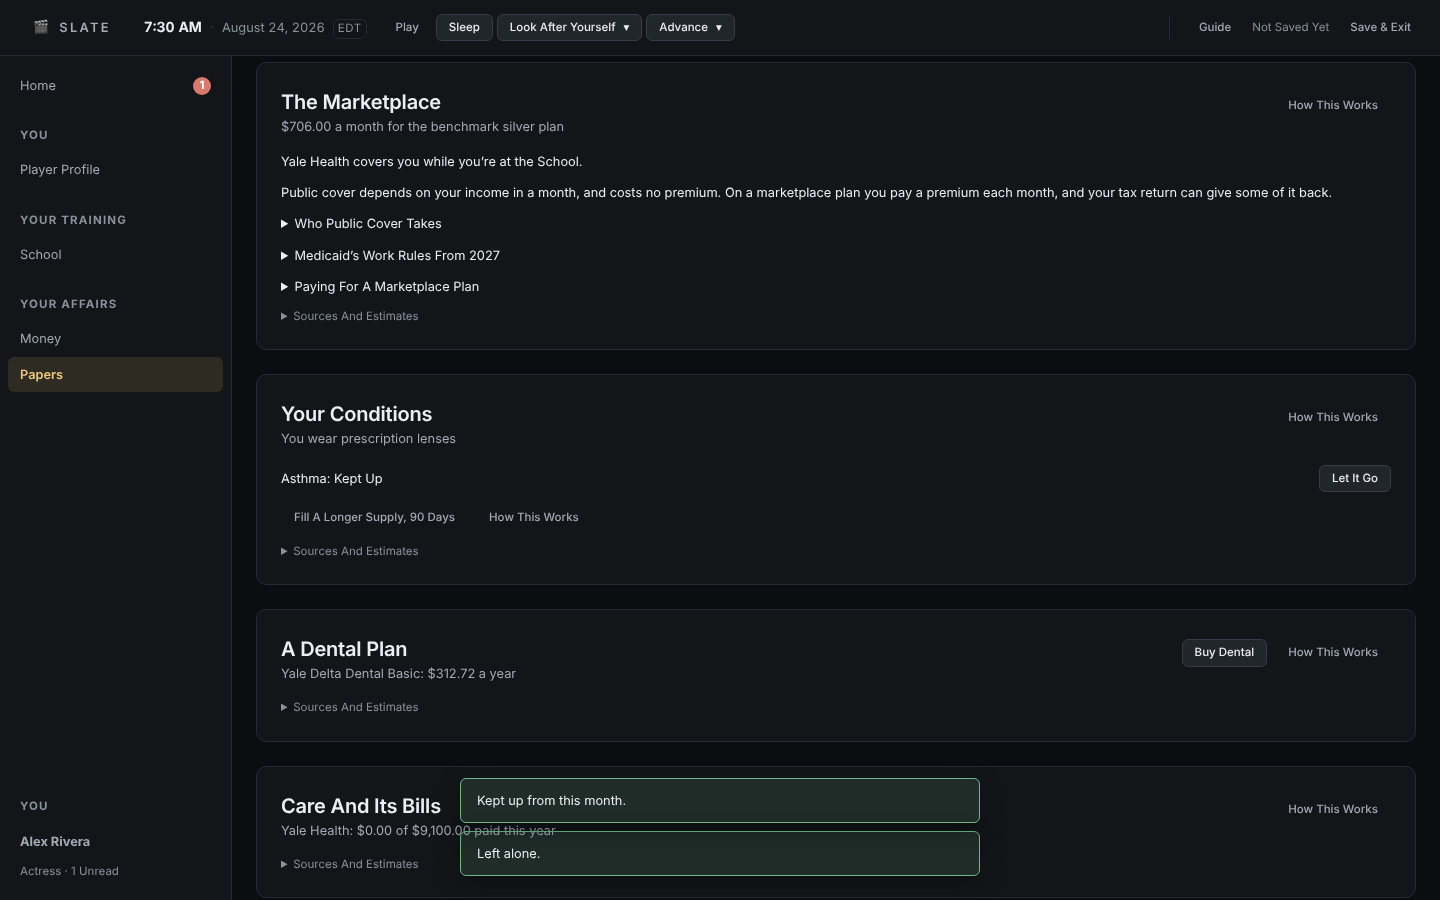 SLATE
7:30 AM · August 24, 2026 EDT
Play
Sleep
Look After Yourself ▾
Advance ▾
Guide
Not Saved Yet
Save & Exit
Home
1
YOU
Player Profile
YOUR TRAINING
School
YOUR AFFAIRS
Money
Papers
YOU
Alex Rivera
Actress · 1 Unread
The Marketplace
How This Works
$706.00 a month for the benchmark silver plan
Yale Health covers you while you’re at the School.
Public cover depends on your income in a month, and costs no premium. On a marketplace plan you pay a premium each month, and your tax return can give some of it back.
Who Public Cover Takes
Medicaid’s Work Rules From 2027
Paying For A Marketplace Plan
Sources And Estimates
Your Conditions
How This Works
You wear prescription lenses
Asthma: Kept Up
Let It Go
Fill A Longer Supply, 90 Days
How This Works
Sources And Estimates
A Dental Plan
Buy Dental
How This Works
Yale Delta Dental Basic: $312.72 a year
Sources And Estimates
Care And Its Bills
How This Works
Yale Health: $0.00 of $9,100.00 paid this year
Sources And Estimates
Kept up from this month.
Left alone.